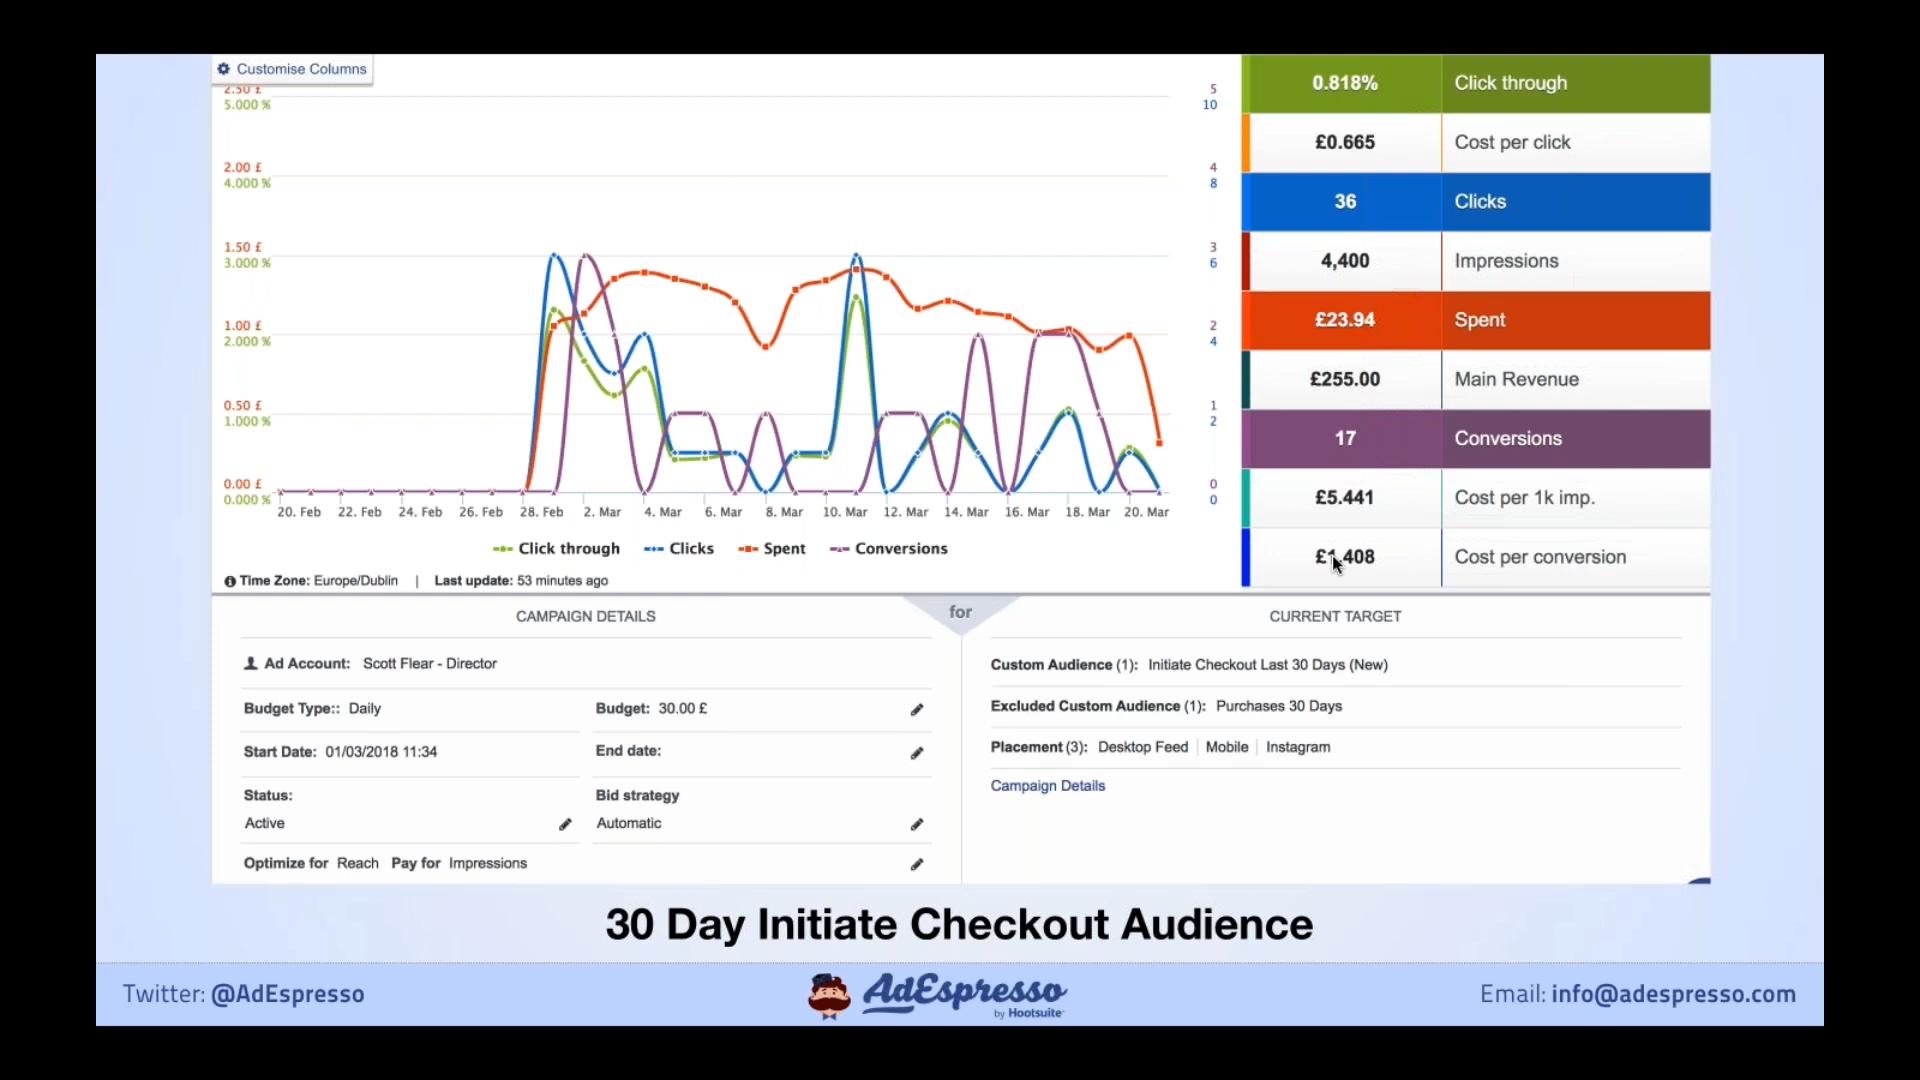 Customise Columns
2.50 £
5.000 %
2.00 £
4.000 %
1.50 £
3.000 %
1.00 £
2.000 %
0.50 £
1.000 %
0.00 £
0.000 %
5
10
4
8
3
6
2
4
1
2
0
0
20. Feb 22. Feb 24. Feb 26. Feb 28. Feb 2. Mar 4. Mar 6. Mar 8. Mar 10. Mar 12. Mar 14. Mar 16. Mar 18. Mar 20. Mar
Click through Clicks Spent Conversions
Time Zone: Europe/Dublin | Last update: 53 minutes ago
0.818% Click through
£0.665 Cost per click
36 Clicks
4,400 Impressions
£23.94 Spent
£255.00 Main Revenue
17 Conversions
£5.441 Cost per 1k imp.
£1.408 Cost per conversion
CAMPAIGN DETAILS
for
CURRENT TARGET
Ad Account: Scott Flear - Director
Budget Type:: Daily
Budget: 30.00 £
Start Date: 01/03/2018 11:34
End date:
Status:
Active
Bid strategy
Automatic
Optimize for Reach Pay for Impressions
Custom Audience (1): Initiate Checkout Last 30 Days (New)
Excluded Custom Audience (1): Purchases 30 Days
Placement (3): Desktop Feed | Mobile | Instagram
Campaign Details
30 Day Initiate Checkout Audience
Twitter: @AdEspresso
AdEspresso
by Hootsuite
Email: info@adespresso.com